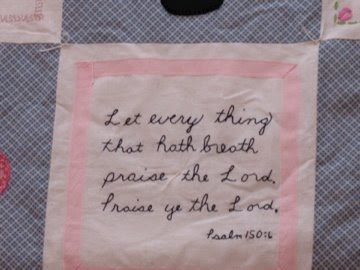 Let every thing
that hath breath
praise the Lord.
Praise ye the Lord.
Psalm 150:6